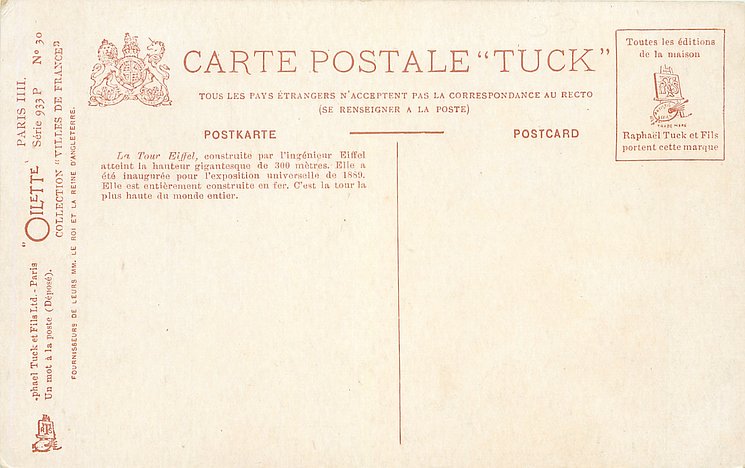 CARTE POSTALE "TUCK"
TOUS LES PAYS ÉTRANGERS N'ACCEPTENT PAS LA CORRESPONDANCE AU RECTO
(SE RENSEIGNER A LA POSTE)
POSTKARTE
POSTCARD
Toutes les éditions
de la maison
TRADE MARK
Raphaël Tuck et Fils
portent cette marque
La Tour Eiffel, construite par l'ingénieur Eiffel
atteint la hauteur gigantesque de 300 mètres. Elle a
été inaugurée pour l'exposition universelle de 1889.
Elle est entièrement construite en fer. C'est la tour la
plus haute du monde entier.
"OILETTE" PARIS IIII.
Série 933 P Nº 30
COLLECTION "VILLES DE FRANCE"
FOURNISSEURS DE LEURS MM. LE ROI ET LA REINE D'ANGLETERRE.
phael Tuck et Fils Ltd. - Paris
Un mot à la poste (Déposé).